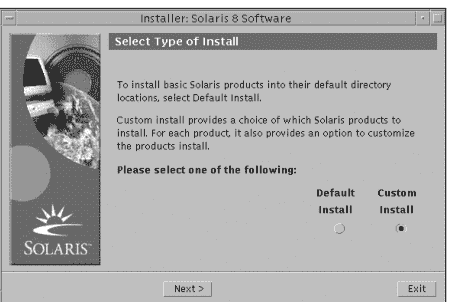 Installer: Solaris 8 Software
Select Type of Install
To install basic Solaris products into their default directory
locations, select Default Install.
Custom install provides a choice of which Solaris products to
install. For each product, it also provides an option to customize
the products install.
Please select one of the following:
Default Custom
Install Install
SOLARIS™
Next >
Exit